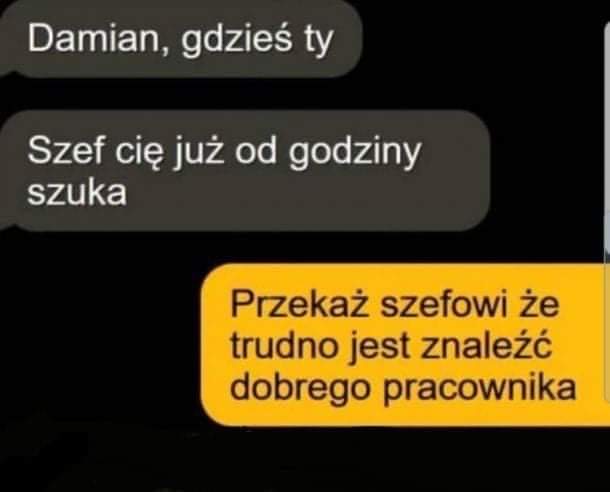 Damian, gdzieś ty
Szef cię już od godziny
szuka
Przekaż szefowi że
trudno jest znaleźć
dobrego pracownika